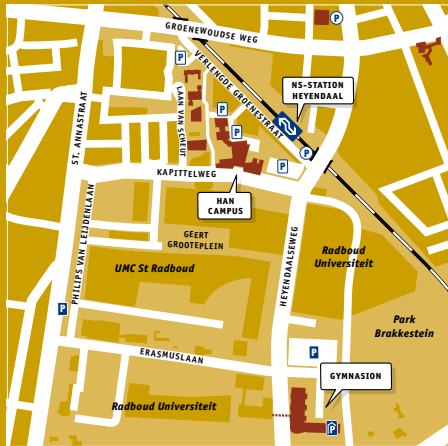 P
GROENEWOUDSE WEG
P
VERLENGDE GROENESTRAAT
NS-STATION
HEYENDAAL
ST. ANNASTRAAT
LAAN VAN SCHEUT
P
P
P
P
KAPITTELWEG
HAN
CAMPUS
PHILIPS VAN LEIJDENLAAN
GEERT
GROOTEPLEIN
HEYENDAALSEWEG
Radboud
Universiteit
UMC St Radboud
P
Park
Brakkestein
ERASMUSLAAN
P
GYMNASION
Radboud Universiteit
P